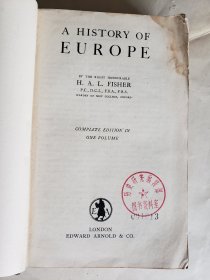 A HISTORY OF
EUROPE
BY THE RIGHT HONOURABLE
H. A. L. FISHER
WARDEN OF NEW COLLEGE, OXFORD
COMPLETE EDITION IN
ONE VOLUME
LONDON
EDWARD ARNOLD & CO.